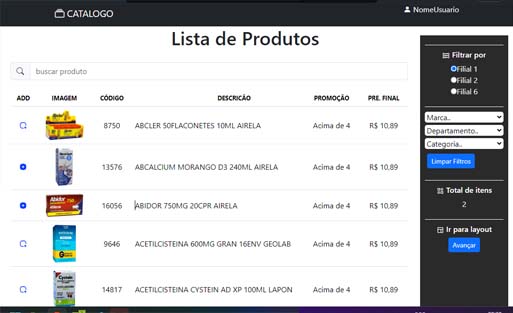 CATALOGO
NomeUsuario
Lista de Produtos
buscar produto
ADD IMAGEM CÓDIGO DESCRICÃO PROMOÇÃO PRE. FINAL
8750 ABCLER 50FLACONETES 10ML AIRELA Acima de 4 R$ 10,89
13576 ABCALCIUM MORANGO D3 240ML AIRELA Acima de 4 R$ 10,89
Abidor 750
16056 ABIDOR 750MG 20CPR AIRELA Acima de 4 R$ 10,89
9646 ACETILCISTEINA 600MG GRAN 16ENV GEOLAB Acima de 4 R$ 10,89
14817 ACETILCISTEINA CYSTEIN AD XP 100ML LAPON Acima de 4 R$ 10,89
Filtrar por
Filial 1
Filial 2
Filial 6
Marca..
Departamento..
Categoria..
Limpar Filtros
Total de itens
2
Ir para layout
Avançar